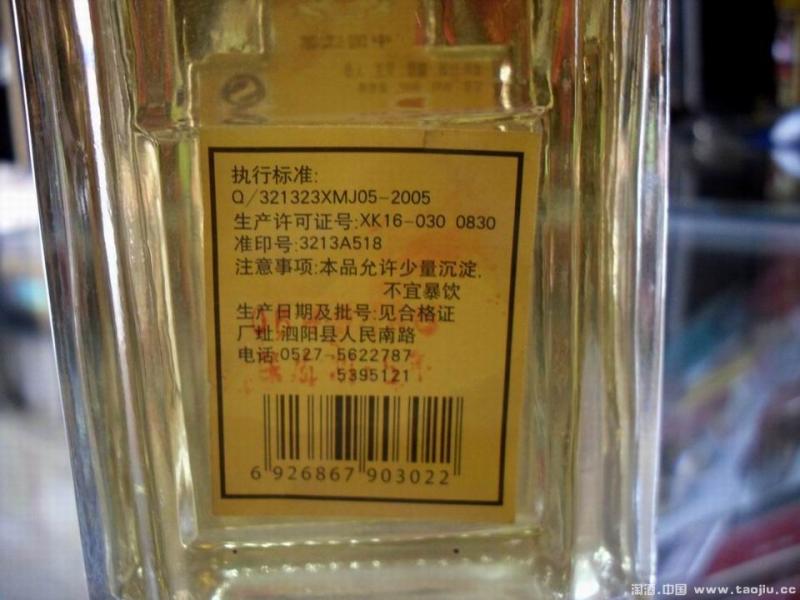 执行标准:
Q/321323XMJ05-2005
生产许可证号:XK16-030 0830
准印号:3213A518
注意事项:本品允许少量沉淀,
不宜暴饮
生产日期及批号:见合格证
厂址:泗阳县人民南路
电话:0527-5622787
5395121
6 926867 903022
淘酒.中国 www.taojiu.cc